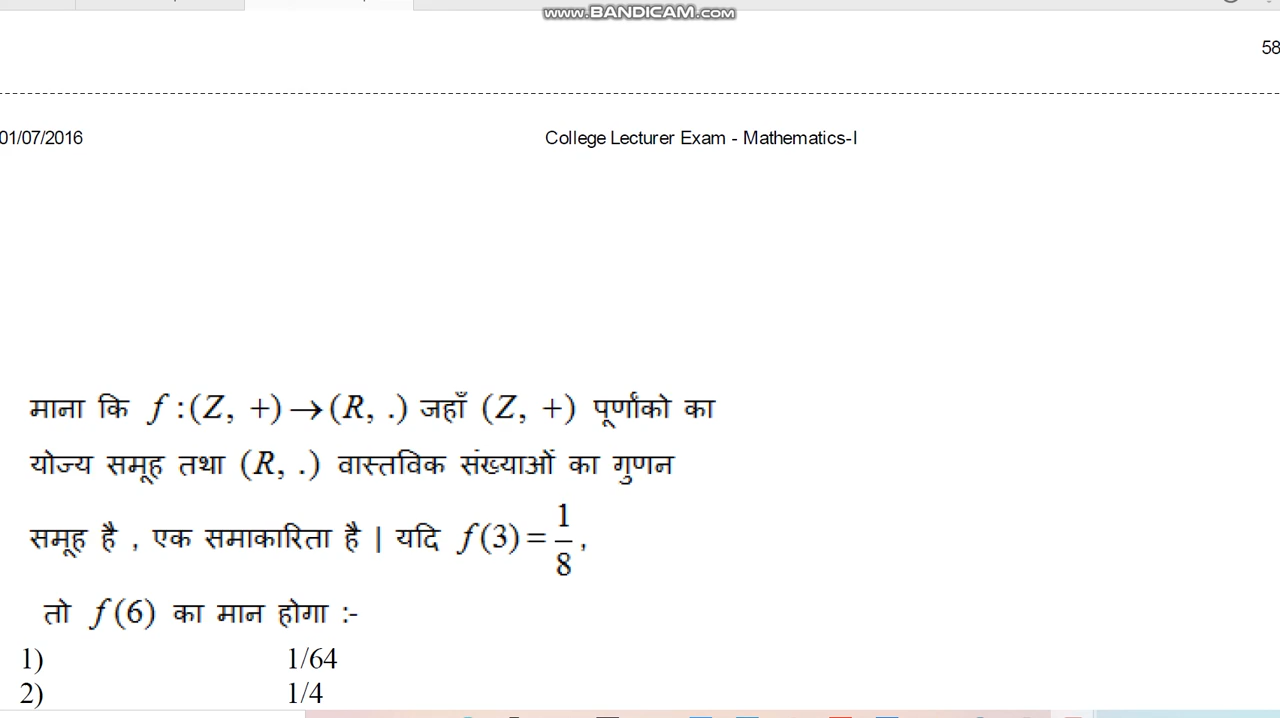 www.BANDICAM.com
58
01/07/2016 College Lecturer Exam - Mathematics-I
माना कि f : (Z, +) → (R, .) जहाँ (Z, +) पूर्णांको का
योज्य समूह तथा (R, .) वास्तविक संख्याओं का गुणन
समूह है , एक समाकारिता है | यदि f(3) = 1/8 ,
तो f(6) का मान होगा :-
1) 1/64
2) 1/4